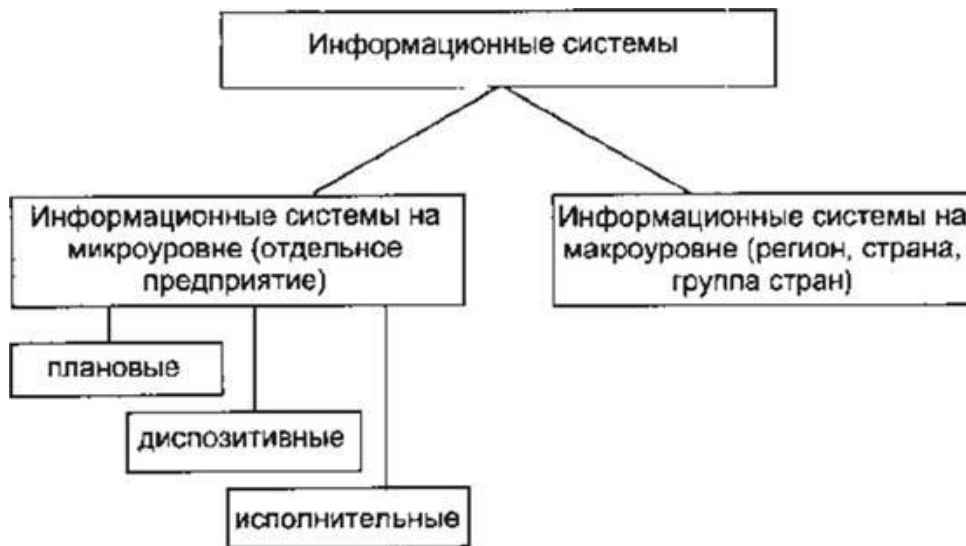 Информационные системы
Информационные системы на
микроуровне (отдельное
предприятие)
Информационные системы на
макроуровне (регион, страна,
группа стран)
плановые
диспозитивные
исполнительные